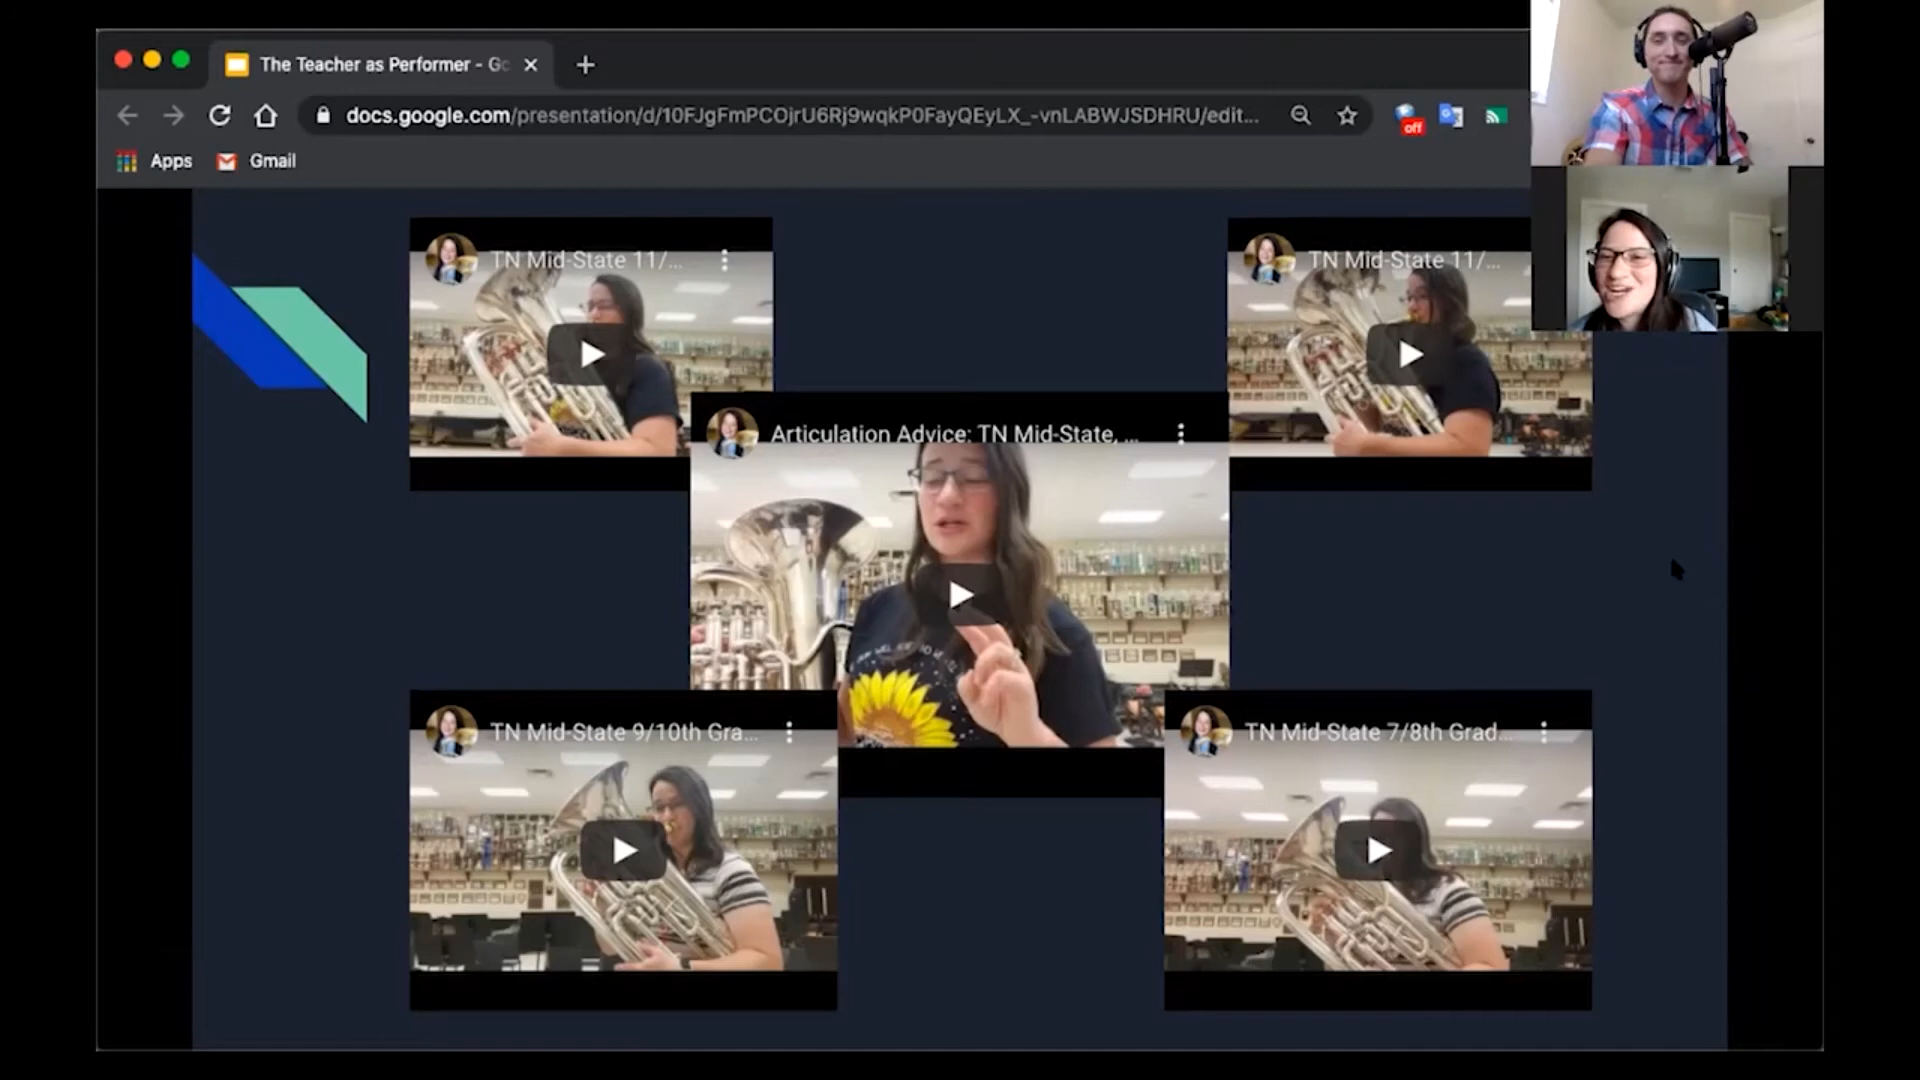 The Teacher as Performer - Go
docs.google.com/presentation/d/10FJgFmPCOjrU6Rj9wqkP0FayQEyLX_-vnLABWJSDHRU/edit...
off
Apps
Gmail
TN Mid-State 11/...
TN Mid-State 11/...
Articulation Advice: TN Mid-State, ...
TN Mid-State 9/10th Gra...
TN Mid-State 7/8th Grad...